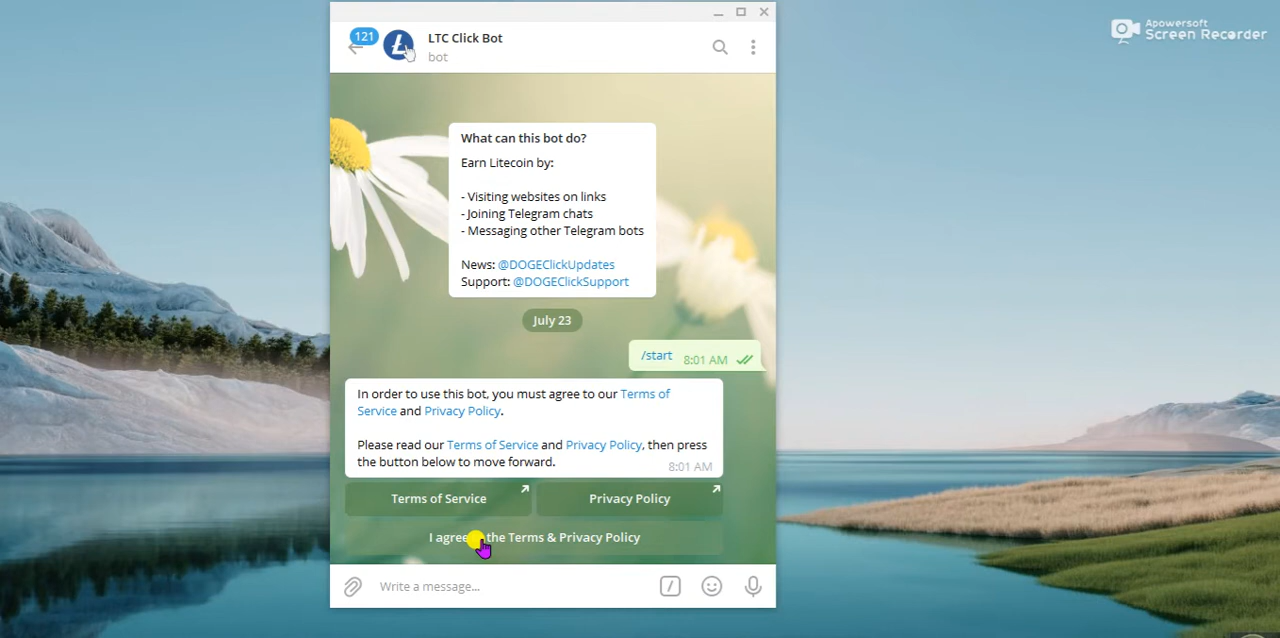 Apowersoft
Screen Recorder
121
LTC Click Bot
bot
What can this bot do?
Earn Litecoin by:
- Visiting websites on links
- Joining Telegram chats
- Messaging other Telegram bots
News: @DOGEClickUpdates
Support: @DOGEClickSupport
July 23
/start 8:01 AM
In order to use this bot, you must agree to our Terms of
Service and Privacy Policy.
Please read our Terms of Service and Privacy Policy, then press
the button below to move forward.
8:01 AM
Terms of Service
Privacy Policy
I agree the Terms & Privacy Policy
Write a message...